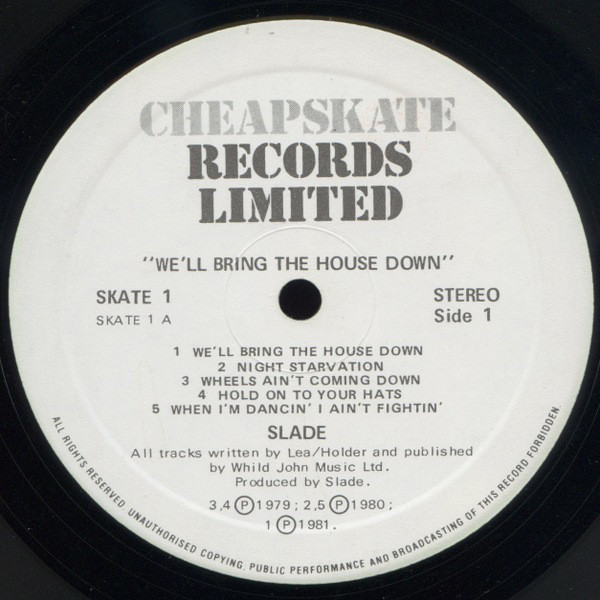 CHEAPSKATE
RECORDS
LIMITED
"WE'LL BRING THE HOUSE DOWN"
SKATE 1
SKATE 1 A
STEREO
Side 1
1 WE'LL BRING THE HOUSE DOWN
2 NIGHT STARVATION
3 WHEELS AIN'T COMING DOWN
4 HOLD ON TO YOUR HATS
5 WHEN I'M DANCIN' I AIN'T FIGHTIN'
SLADE
All tracks written by Lea/Holder and published
by Whild John Music Ltd.
Produced by Slade.
3,4 Ⓟ 1979; 2,5 Ⓟ 1980;
1 Ⓟ 1981.
ALL RIGHTS RESERVED. UNAUTHORISED COPYING, PUBLIC PERFORMANCE AND BROADCASTING OF THIS RECORD FORBIDDEN.